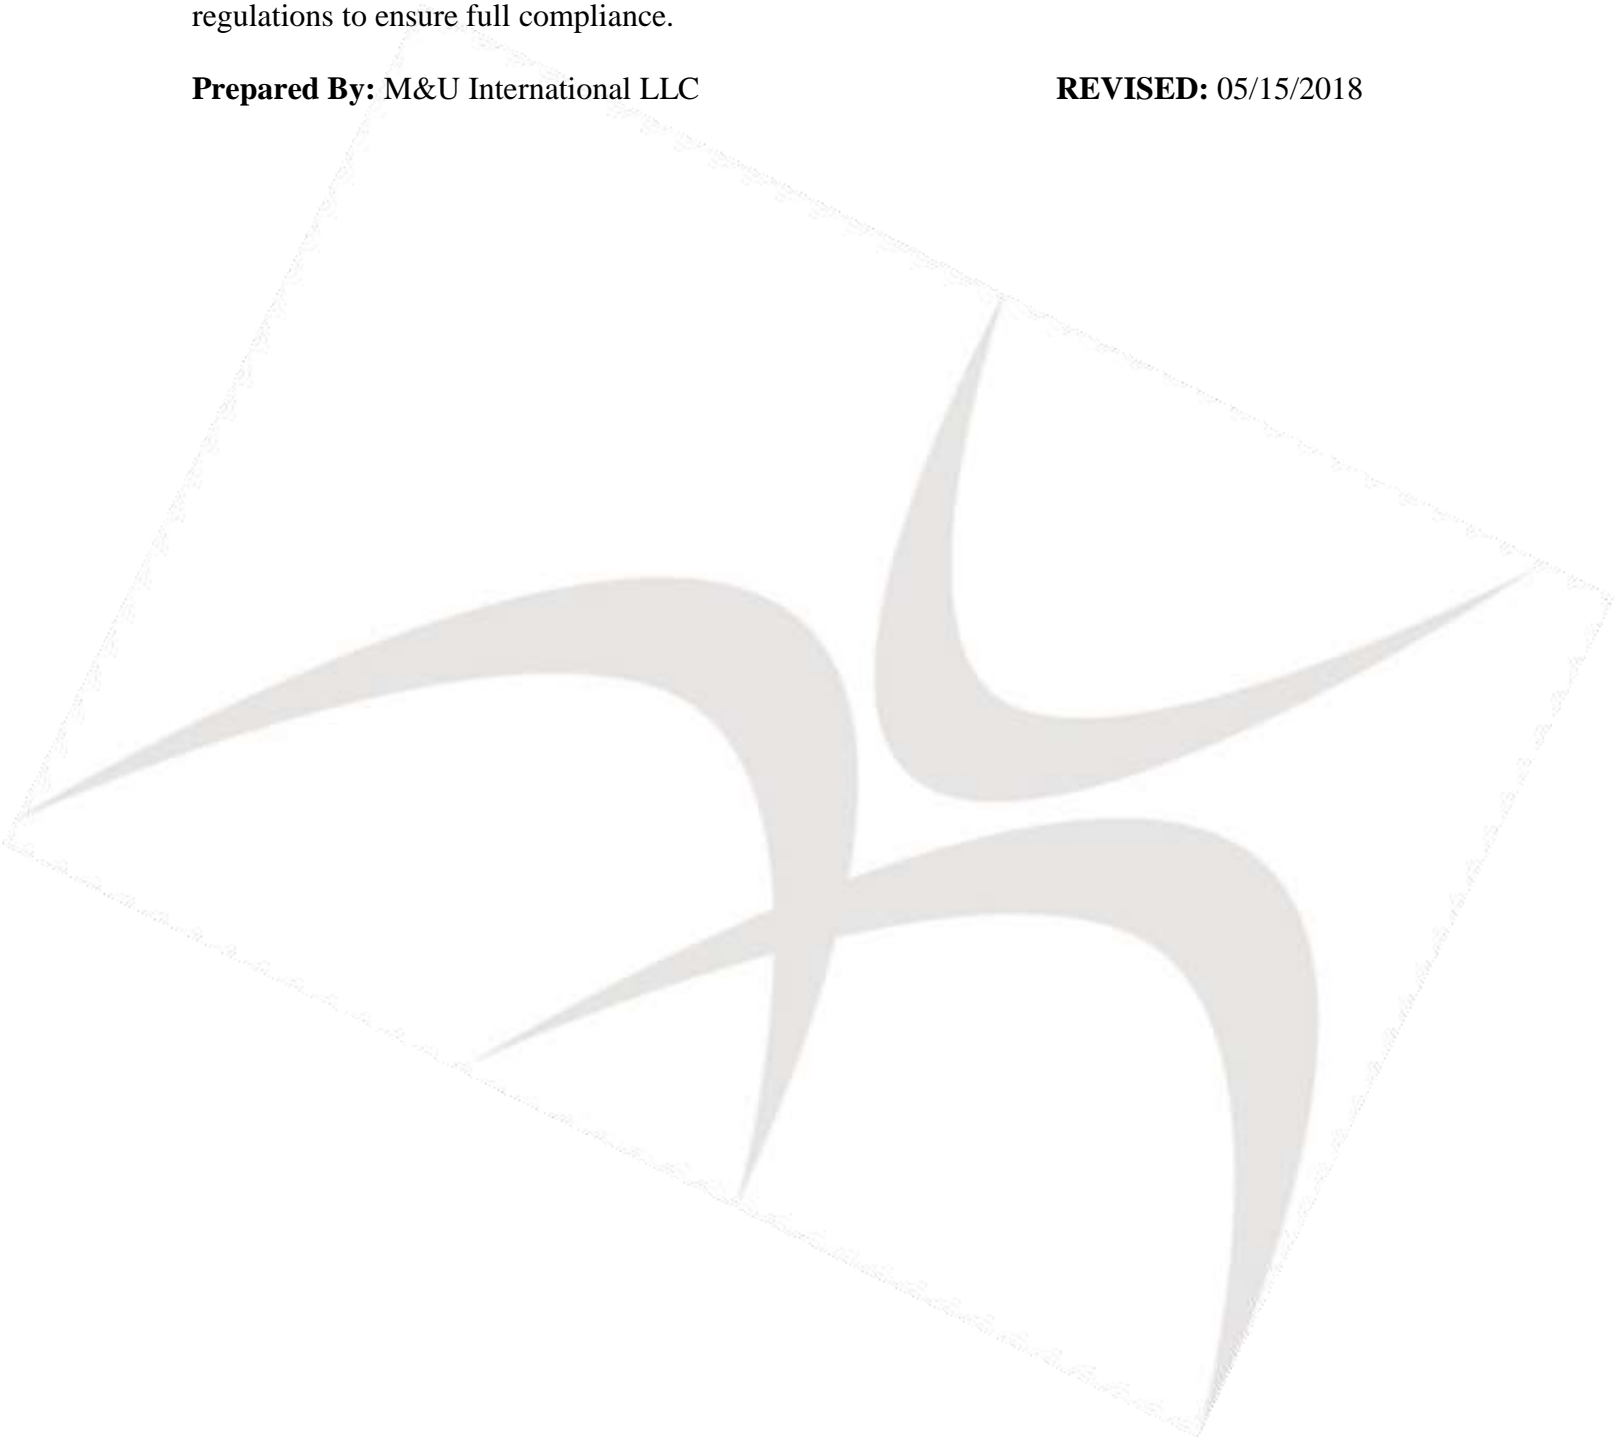 regulations to ensure full compliance.
Prepared By: M&U International LLC REVISED: 05/15/2018